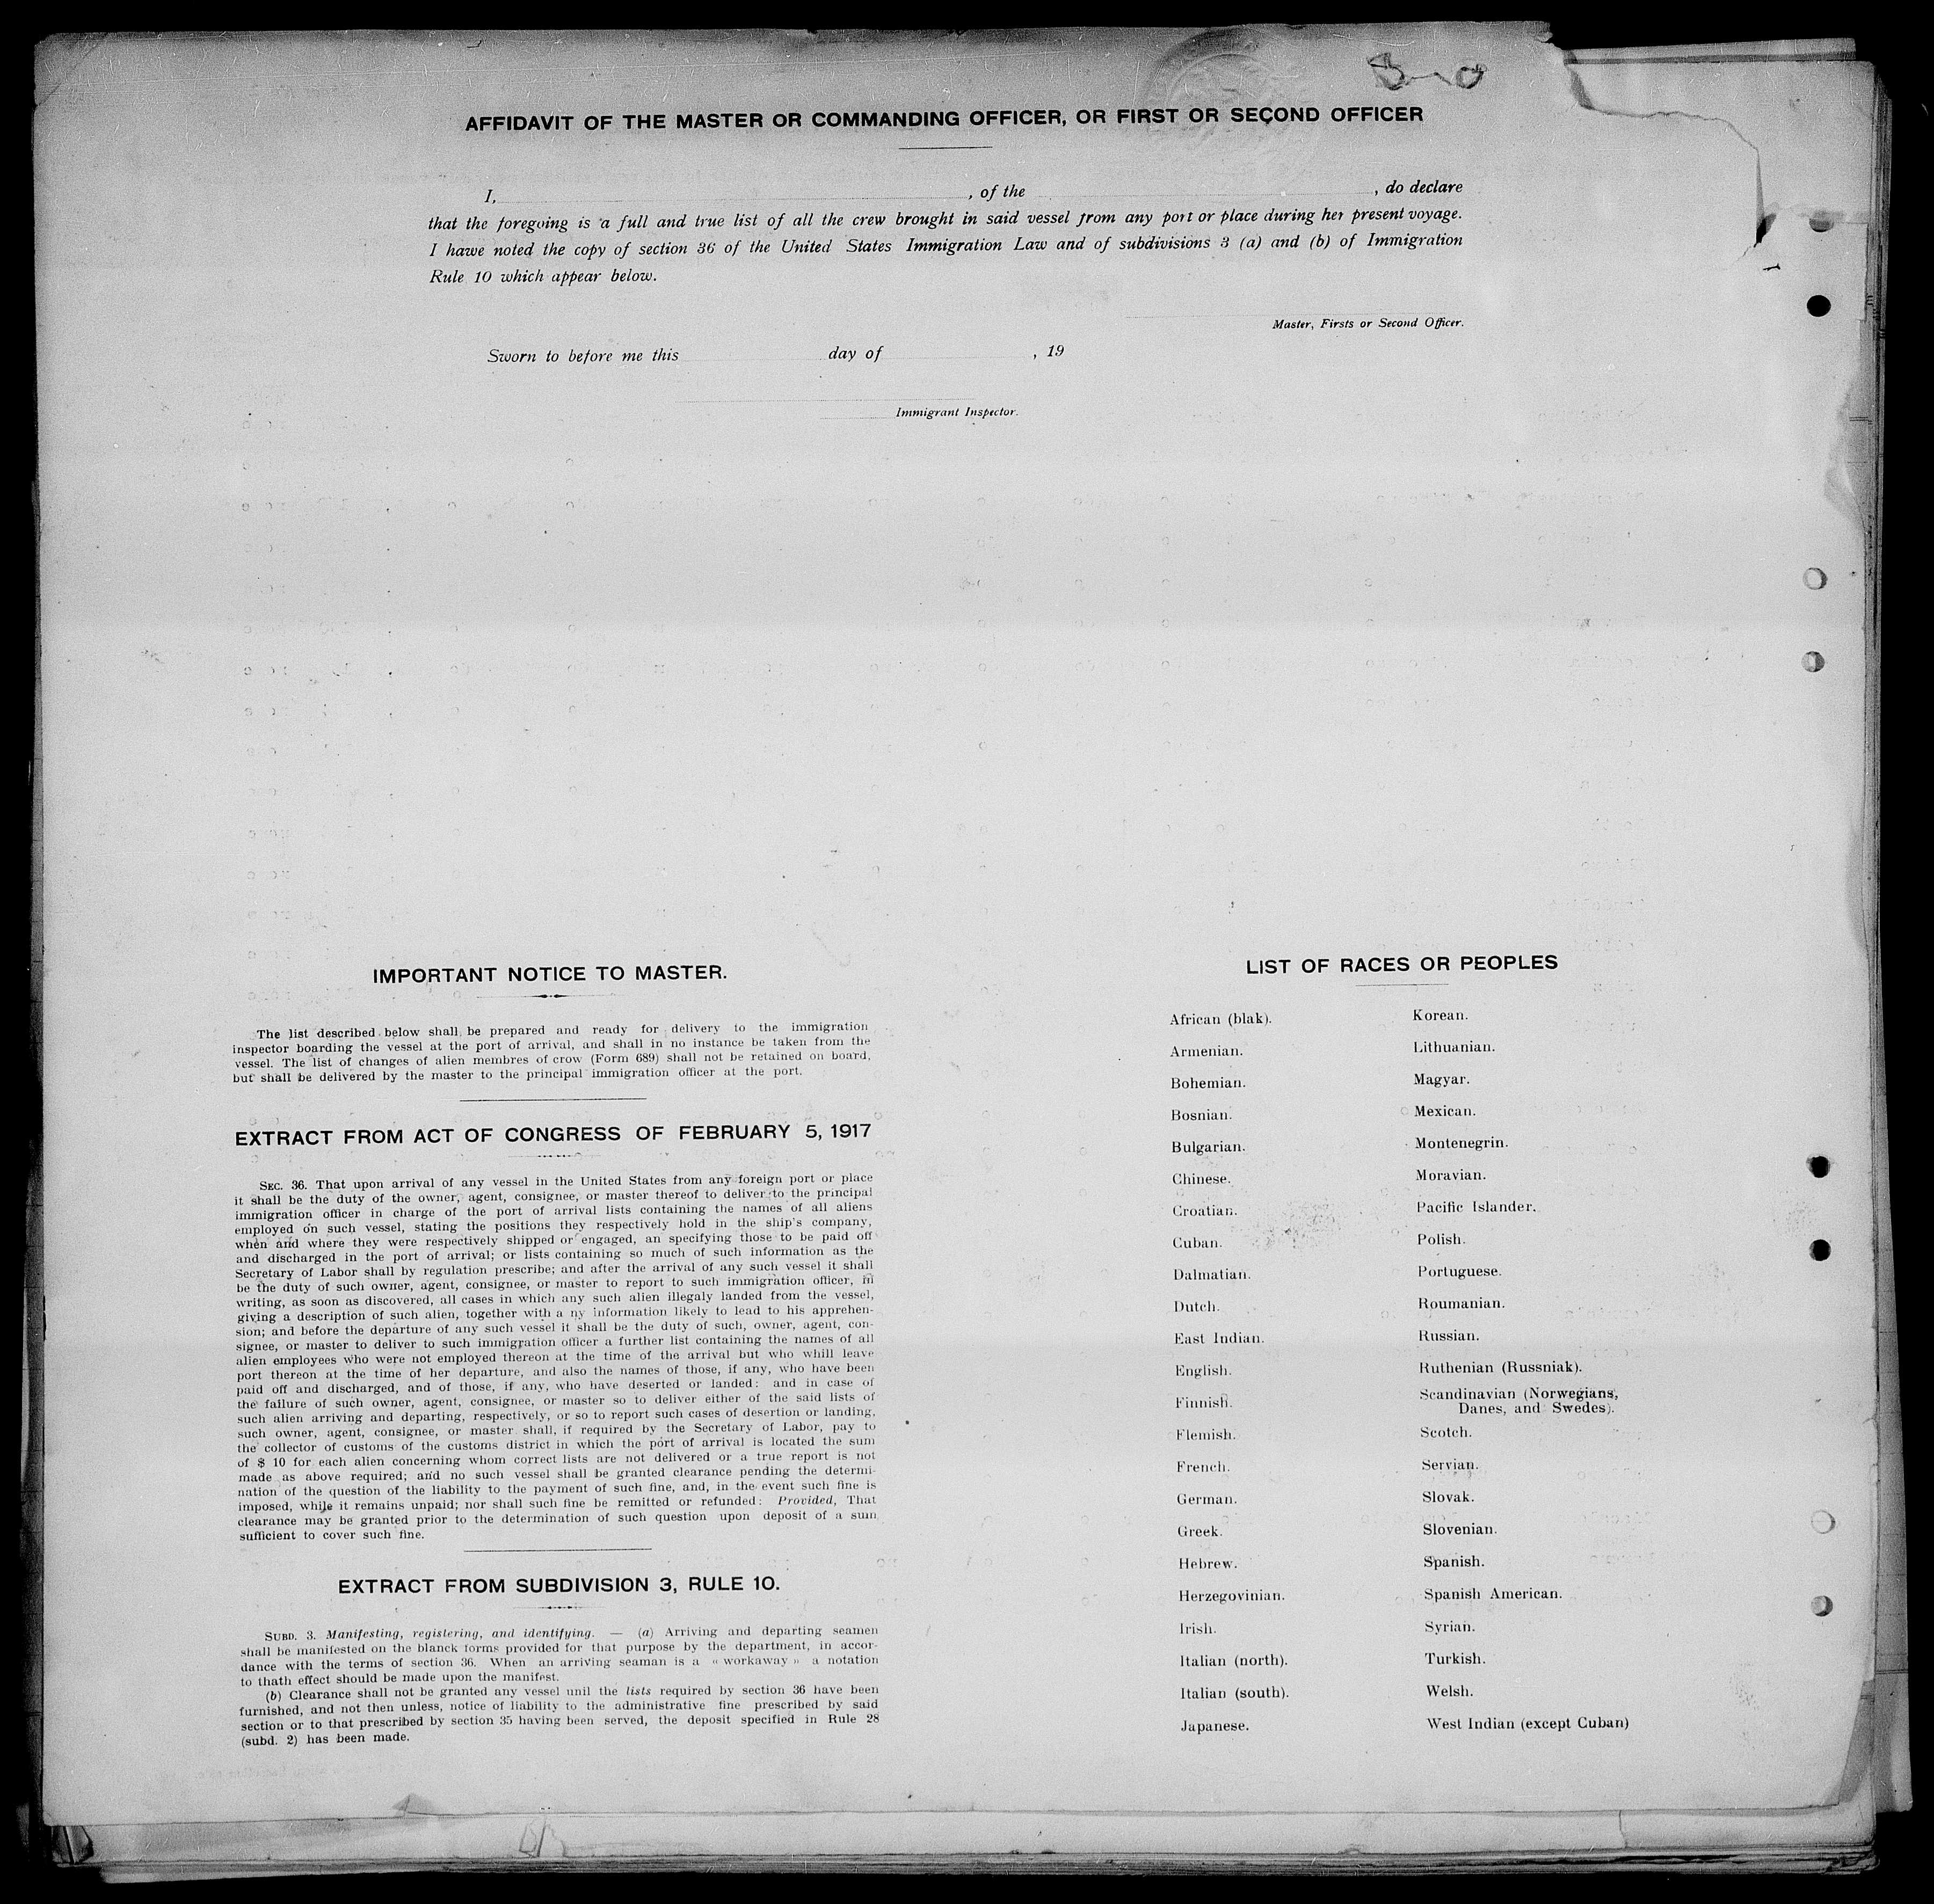 AFFIDAVIT OF THE MASTER OR COMMANDING OFFICER, OR FIRST OR SECOND OFFICER
I, , of the , do declare
that the foregoing is a full and true list of all the crew brought in said vessel from any port or place during her present voyage.
I hawe noted the copy of section 36 of the United States Immigration Law and of subdivisions 3 (a) and (b) of Immigration
Rule 10 which appear below.
Master, Firsts or Second Officer.
Sworn to before me this day of , 19
Immigrant Inspector.
IMPORTANT NOTICE TO MASTER.
The list described below shall be prepared and ready for delivery to the immigration
inspector boarding the vessel at the port of arrival, and shall in no instance be taken from the
vessel. The list of changes of alien membres of crow (Form 689) shall not be retained on board,
but shall be delivered by the master to the principal immigration officer at the port.
EXTRACT FROM ACT OF CONGRESS OF FEBRUARY 5, 1917
SEC. 36. That upon arrival of any vessel in the United States from any foreign port or place
it shall be the duty of the owner, agent, consignee, or master thereof to deliver to the principal
immigration officer in charge of the port of arrival lists containing the names of all aliens
employed on such vessel, stating the positions they respectively hold in the ship's company,
when and where they were respectively shipped or engaged, an specifying those to be paid off
and discharged in the port of arrival; or lists containing so much of such information as the
Secretary of Labor shall by regulation prescribe; and after the arrival of any such vessel it shall
be the duty of such owner, agent, consignee, or master to report to such immigration officer, in
writing, as soon as discovered, all cases in which any such alien illegaly landed from the vessel,
giving a description of such alien, together with a ny information likely to lead to his apprehen-
sion; and before the departure of any such vessel it shall be the duty of such, owner, agent, con-
signee, or master to deliver to such immigration officer a further list containing the names of all
alien employees who were not employed thereon at the time of the arrival but who whill leave
port thereon at the time of her departure, and also the names of those, if any, who have been
paid off and discharged, and of those, if any, who have deserted or landed: and in case of
the failure of such owner, agent, consignee, or master so to deliver either of the said lists of
such alien arriving and departing, respectively, or so to report such cases of desertion or landing,
such owner, agent, consignee, or master shall, if required by the Secretary of Labor, pay to
the collector of customs of the customs district in which the port of arrival is located the sum
of $ 10 for each alien concerning whom correct lists are not delivered or a true report is not
made as above required; and no such vessel shall be granted clearance pending the determi-
nation of the question of the liability to the payment of such fine, and, in the event such fine is
imposed, while it remains unpaid; nor shall such fine be remitted or refunded: Provided, That
clearance may be granted prior to the determination of such question upon deposit of a sum
sufficient to cover such fine.
EXTRACT FROM SUBDIVISION 3, RULE 10.
SUBD. 3. Manifesting, registering, and identifying. — (a) Arriving and departing seamen
shall be manifested on the blanck forms provided for that purpose by the department, in accor-
dance with the terms of section 36. When an arriving seaman is a « workaway » a notation
to thath effect should be made upon the manifest.
(b) Clearance shall not be granted any vessel unil the lists required by section 36 have been
furnished, and not then unless, notice of liability to the administrative fine prescribed by said
section or to that prescribed by section 35 having been served, the deposit specified in Rule 28
(subd. 2) has been made.
LIST OF RACES OR PEOPLES
African (blak).
Armenian.
Bohemian.
Bosnian.
Bulgarian.
Chinese.
Croatian.
Cuban.
Dalmatian.
Dutch.
East Indian.
English.
Finnish.
Flemish.
French.
German.
Greek.
Hebrew.
Herzegovinian.
Irish.
Italian (north).
Italian (south).
Japanese.
Korean.
Lithuanian.
Magyar.
Mexican.
Montenegrin.
Moravian.
Pacific Islander.
Polish.
Portuguese.
Roumanian.
Russian.
Ruthenian (Russniak).
Scandinavian (Norwegians,
Danes, and Swedes).
Scotch.
Servian.
Slovak.
Slovenian.
Spanish.
Spanish American.
Syrian.
Turkish.
Welsh.
West Indian (except Cuban)